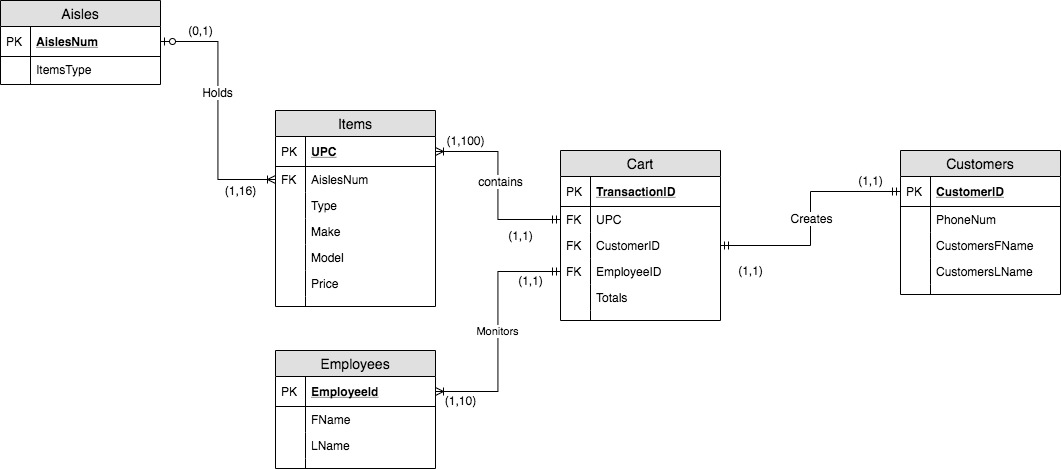 Aisles
PK AislesNum
ItemsType
(0,1)
Holds
(1,16)
Items
PK UPC
FK AislesNum
Type
Make
Model
Price
(1,100)
contains
(1,1)
Cart
PK TransactionID
FK UPC
FK CustomerID
FK EmployeeID
Totals
(1,1)
Creates
(1,1)
Customers
PK CustomerID
PhoneNum
CustomersFName
CustomersLName
(1,1)
Monitors
(1,10)
Employees
PK EmployeeId
FName
LName